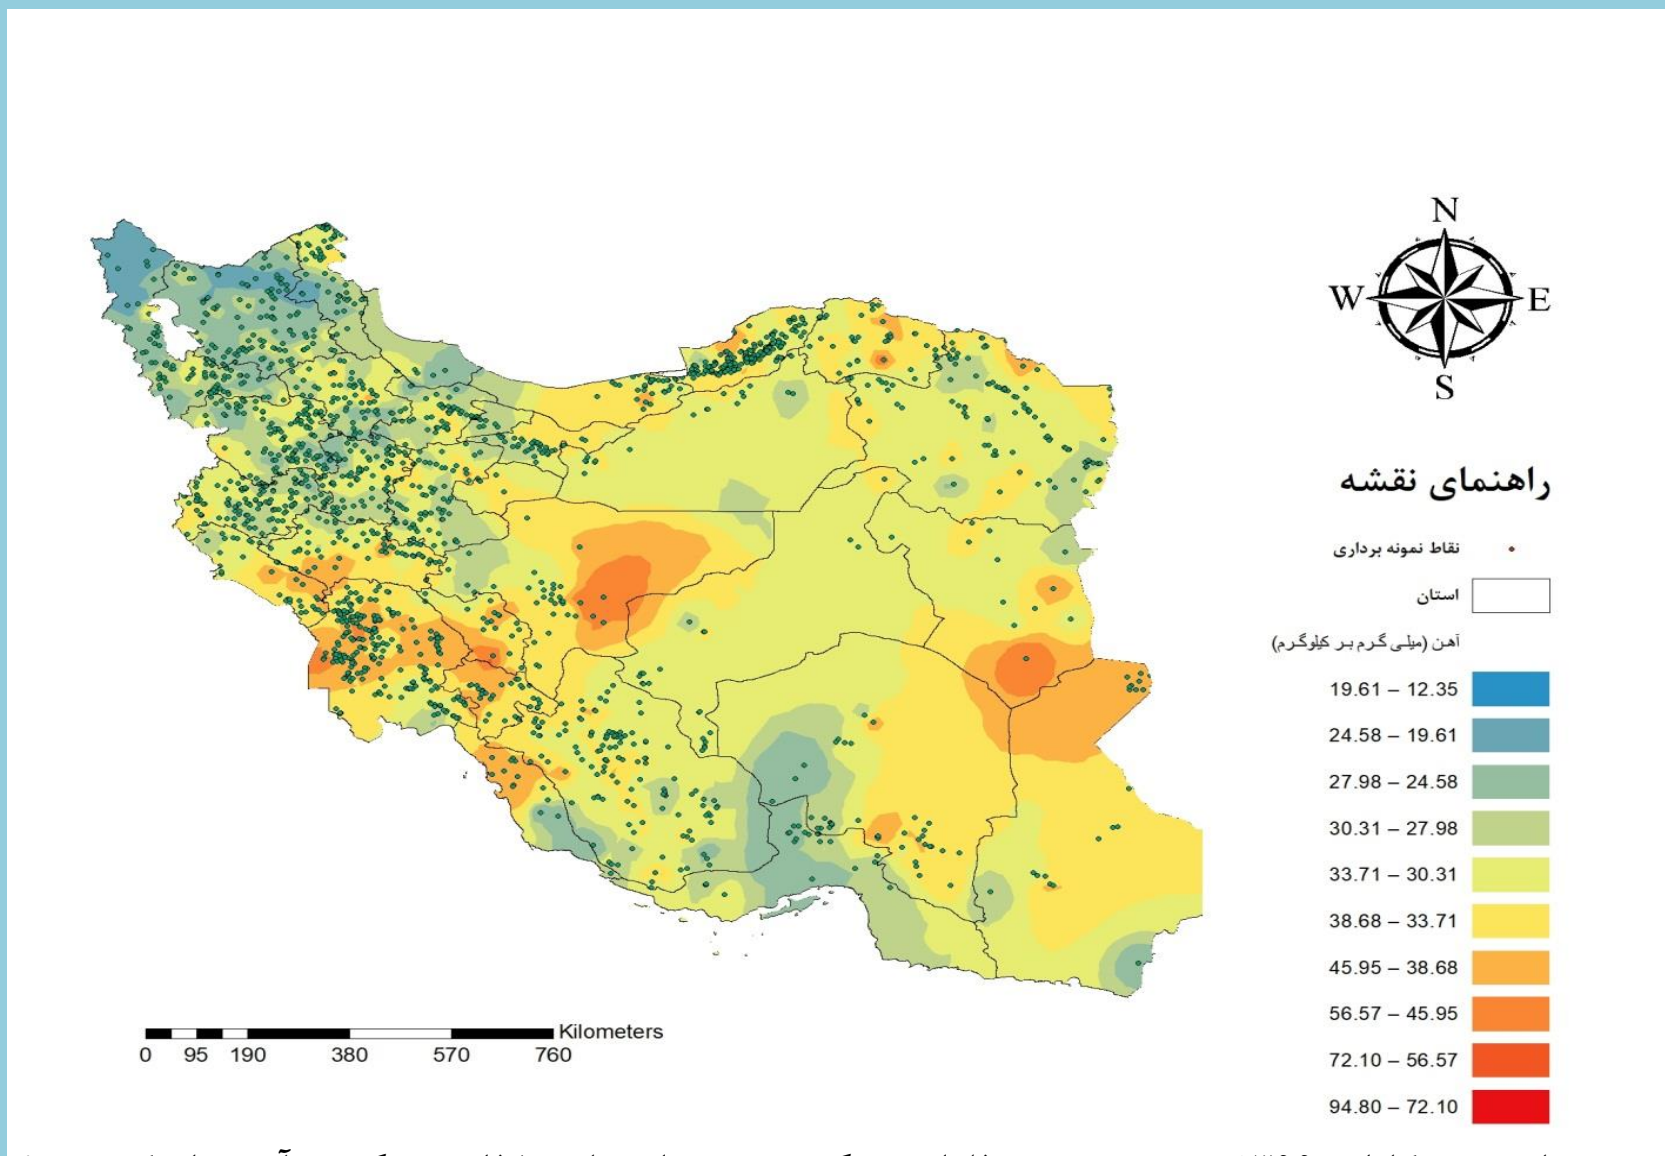 N
W E
S
راهنمای نقشه
نقاط نمونه برداری
استان
آهن (میلی گرم بر کیلوگرم)
19.61 – 12.35
24.58 – 19.61
27.98 – 24.58
30.31 – 27.98
33.71 – 30.31
38.68 – 33.71
45.95 – 38.68
56.57 – 45.95
72.10 – 56.57
94.80 – 72.10
Kilometers
0 95 190 380 570 760